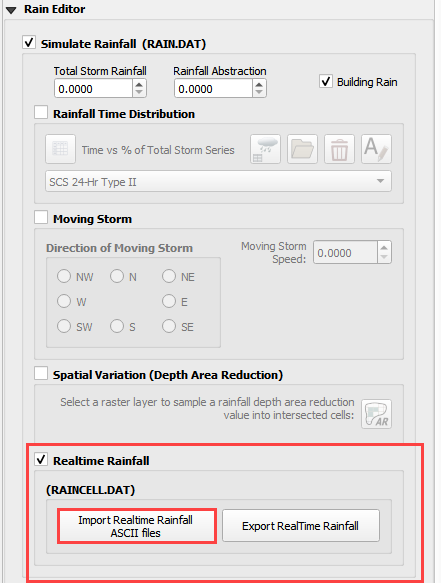 Rain Editor
Simulate Rainfall (RAIN.DAT)
Total Storm Rainfall Rainfall Abstraction
0.0000 0.0000 Building Rain
Rainfall Time Distribution
Time vs % of Total Storm Series A
SCS 24-Hr Type II
Moving Storm
Direction of Moving Storm Moving Storm
Speed: 0.0000
NW N NE
W E
SW S SE
Spatial Variation (Depth Area Reduction)
Select a raster layer to sample a rainfall depth area reduction
value into intersected cells: AR
Realtime Rainfall
(RAINCELL.DAT)
Import Realtime Rainfall
ASCII files
Export RealTime Rainfall